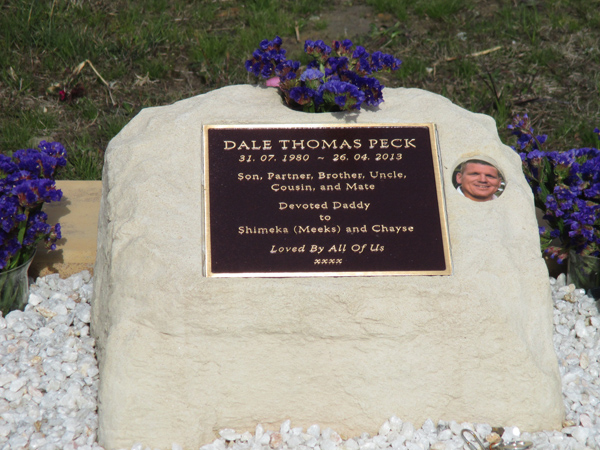 DALE THOMAS PECK
31. 07. 1980 ~ 26. 04. 2013
Son, Partner, Brother, Uncle,
Cousin, and Mate
Devoted Daddy
to
Shimeka (Meeks) and Chayse
Loved By All Of Us
xxxx